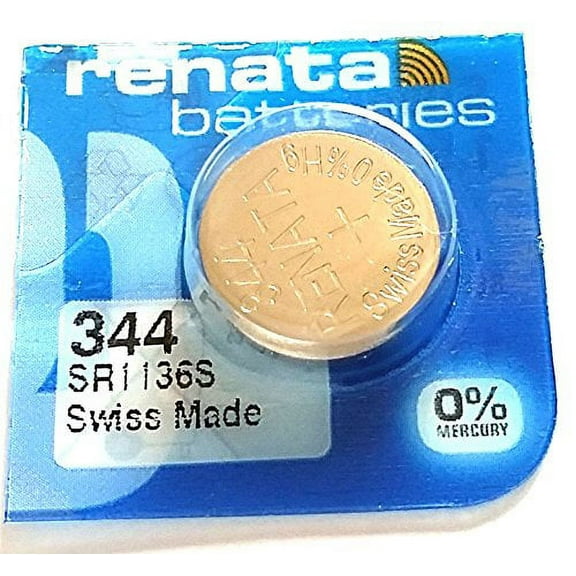 renata
batteries
0%Hg
Swiss Made
+
RENATA
344
344
SR1136S
Swiss Made
0%
MERCURY